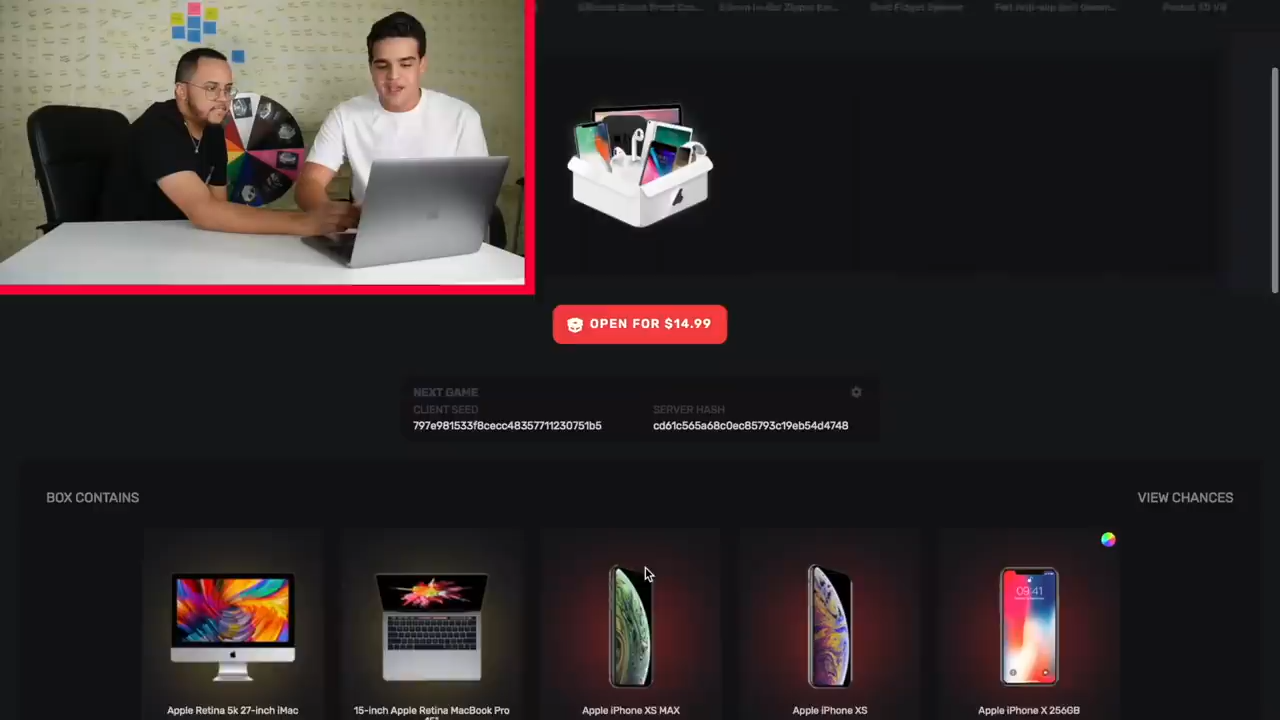 OPEN FOR $14.99
NEXT GAME
CLIENT SEED
SERVER HASH
797e981533f8cecc48357711230751b5
cd61c565a68c0ec85793c19eb54d4748
BOX CONTAINS
VIEW CHANCES
09:41
Apple Retina 5k 27-inch iMac
15-inch Apple Retina MacBook Pro
Apple iPhone XS MAX
Apple iPhone XS
Apple iPhone X 256GB